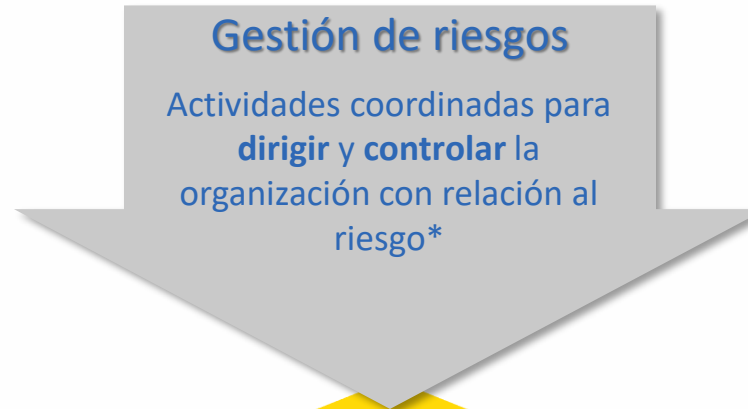 Gestión de riesgos
Actividades coordinadas para
dirigir y controlar la
organización con relación al
riesgo*